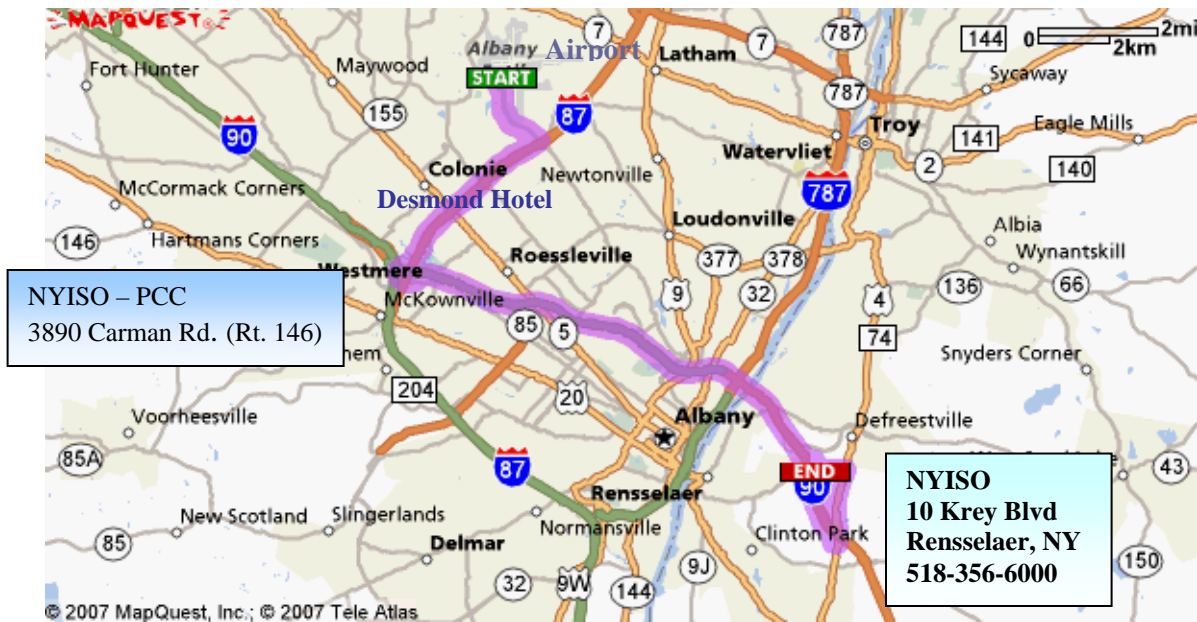 MAPQUEST
Albany
Airport
START
Fort Hunter
Maywood
155
7
Latham
7
787
787
144
0
2mi
2km
Sycaway
90
87
Troy
141
Eagle Mills
Colonie
Newtonville
Watervliet
2
140
McCormack Corners
Desmond Hotel
787
Loudonville
Albia
146
Hartmans Corners
Roessleville
377
378
Wynantskill
Westmere
9
32
136
66
NYISO – PCC
3890 Carman Rd. (Rt. 146)
McKownville
85
5
4
74
Snyders Corner
204
20
Voorheesville
Albany
Defreestville
85A
87
END
90
43
Rensselaer
NYISO
10 Krey Blvd
Rensselaer, NY
518-356-6000
New Scotland
Slingerlands
Normansville
Clinton Park
85
Delmar
32
9W
144
9J
150
© 2007 MapQuest, Inc.; © 2007 Tele Atlas